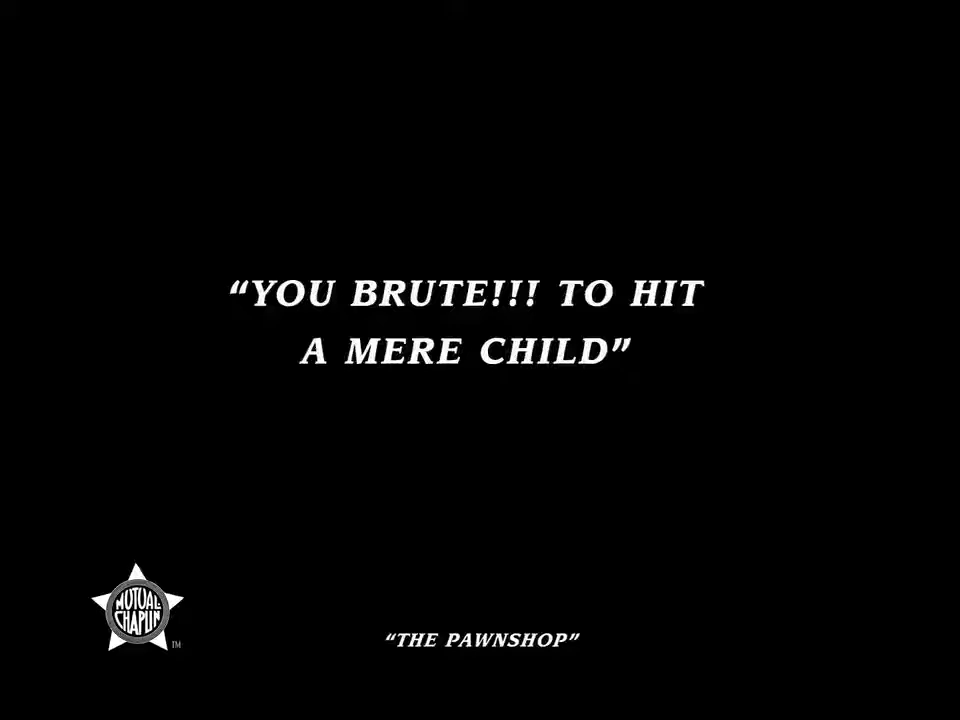 “YOU BRUTE!!! TO HIT
A MERE CHILD”
MUTUAL-
CHAPLIN
TM
“THE PAWNSHOP”